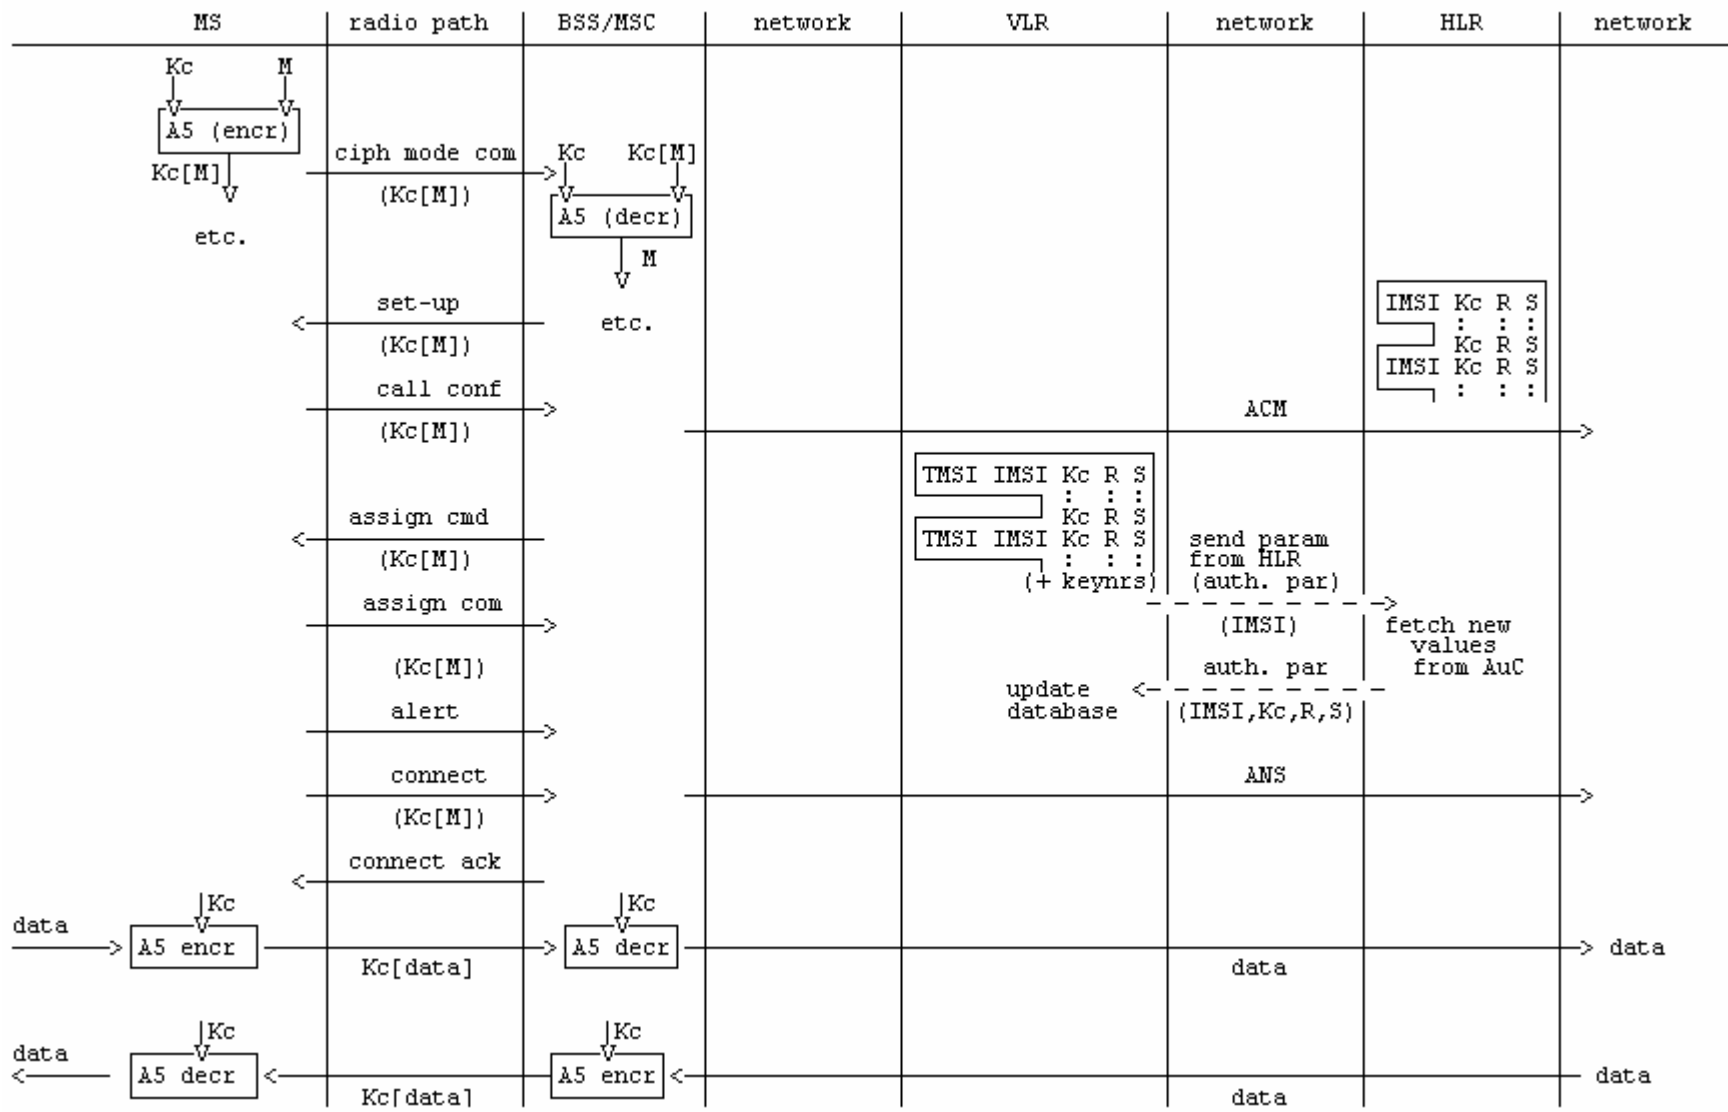 MS radio path BSS/MSC network VLR network HLR network
Kc M
A5 (encr)
ciph mode com Kc Kc[M]
Kc[M]
(Kc[M])
A5 (decr)
etc.
M
set-up IMSI Kc R S
etc. : : :
(Kc[M]) Kc R S
IMSI Kc R S
call conf : : :
ACM
(Kc[M])
TMSI IMSI Kc R S
: : :
assign cmd Kc R S
TMSI IMSI Kc R S send param
(Kc[M]) : : : from HLR
(+ keynrs) (auth. par)
assign com
(IMSI) fetch new
values
(Kc[M]) auth. par from AuC
update
alert database (IMSI,Kc,R,S)
connect ANS
(Kc[M])
connect ack
Kc Kc
data
A5 encr A5 decr data
Kc[data] data
Kc Kc
data
A5 decr A5 encr data
Kc[data] data